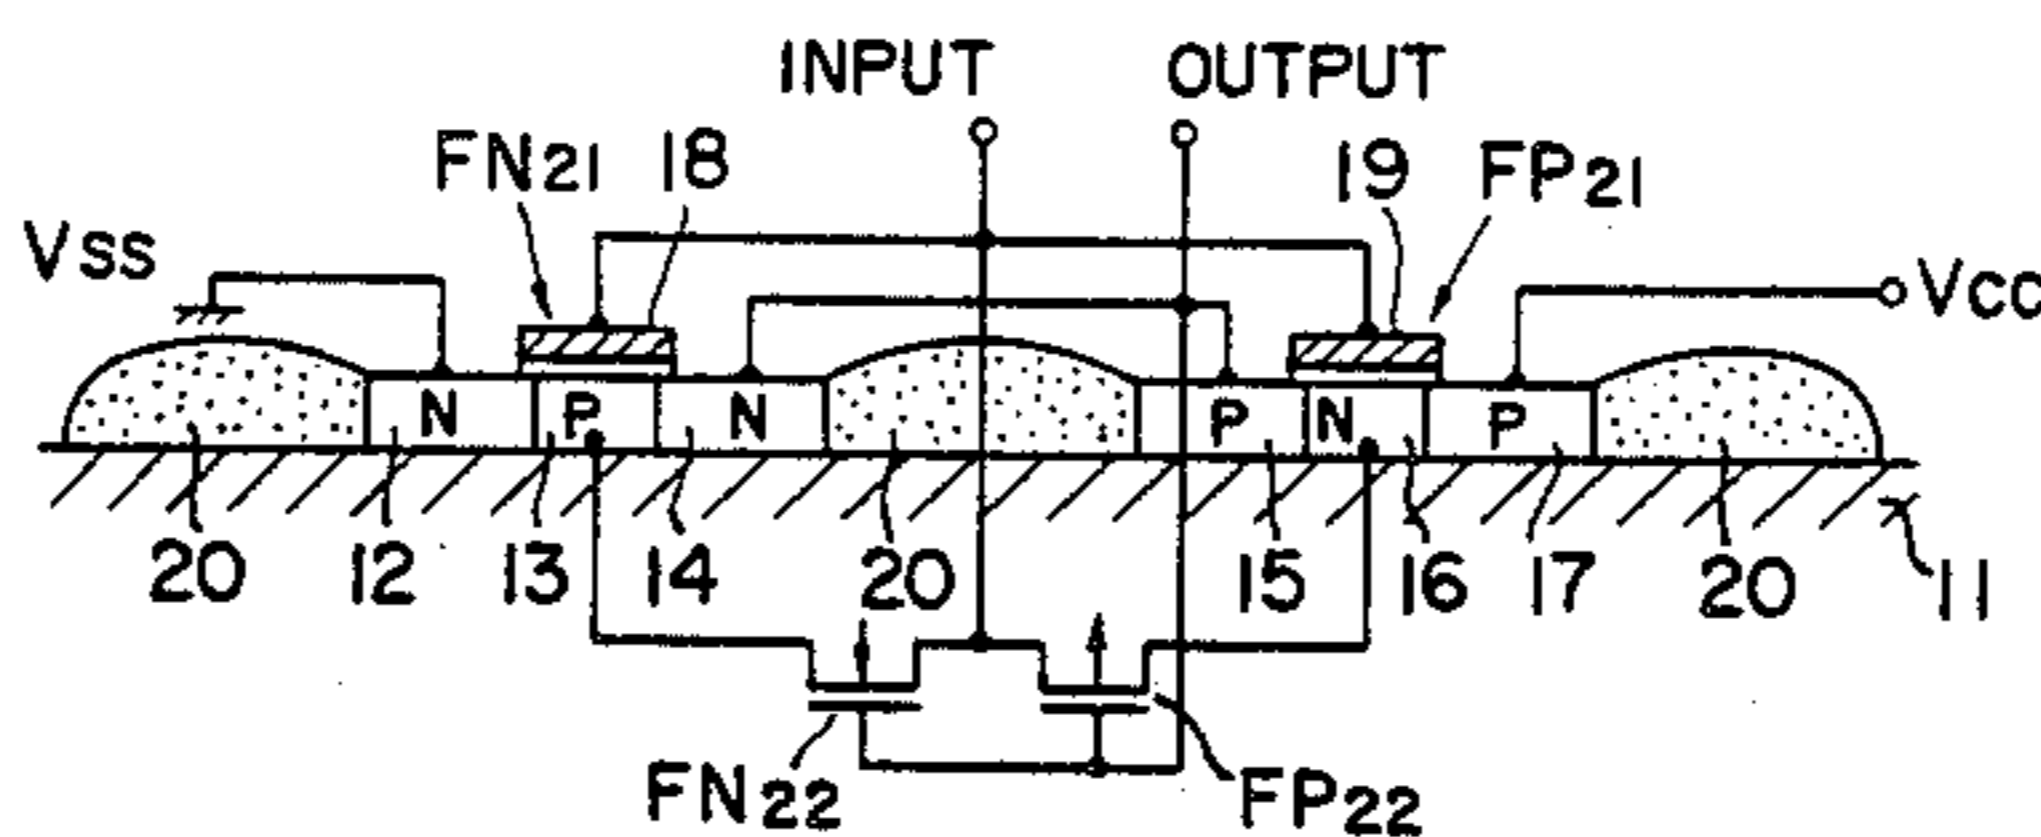 INPUT OUTPUT
FN21 18 19 FP21
VSS VCC
N P N P N P
20 12 13 14 20 15 16 17 20 11
FN22 FP22